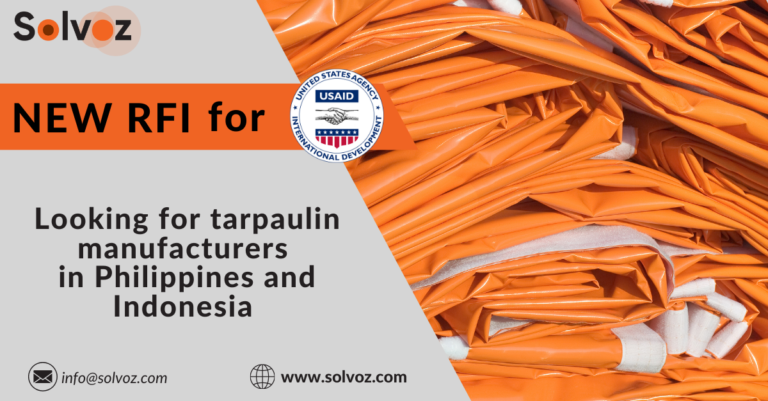 Solvoz
NEW RFI for
UNITED STATES AGENCY
USAID
INTERNATIONAL DEVELOPMENT
Looking for tarpaulin
manufacturers
in Philippines and
Indonesia
info@solvoz.com
www.solvoz.com